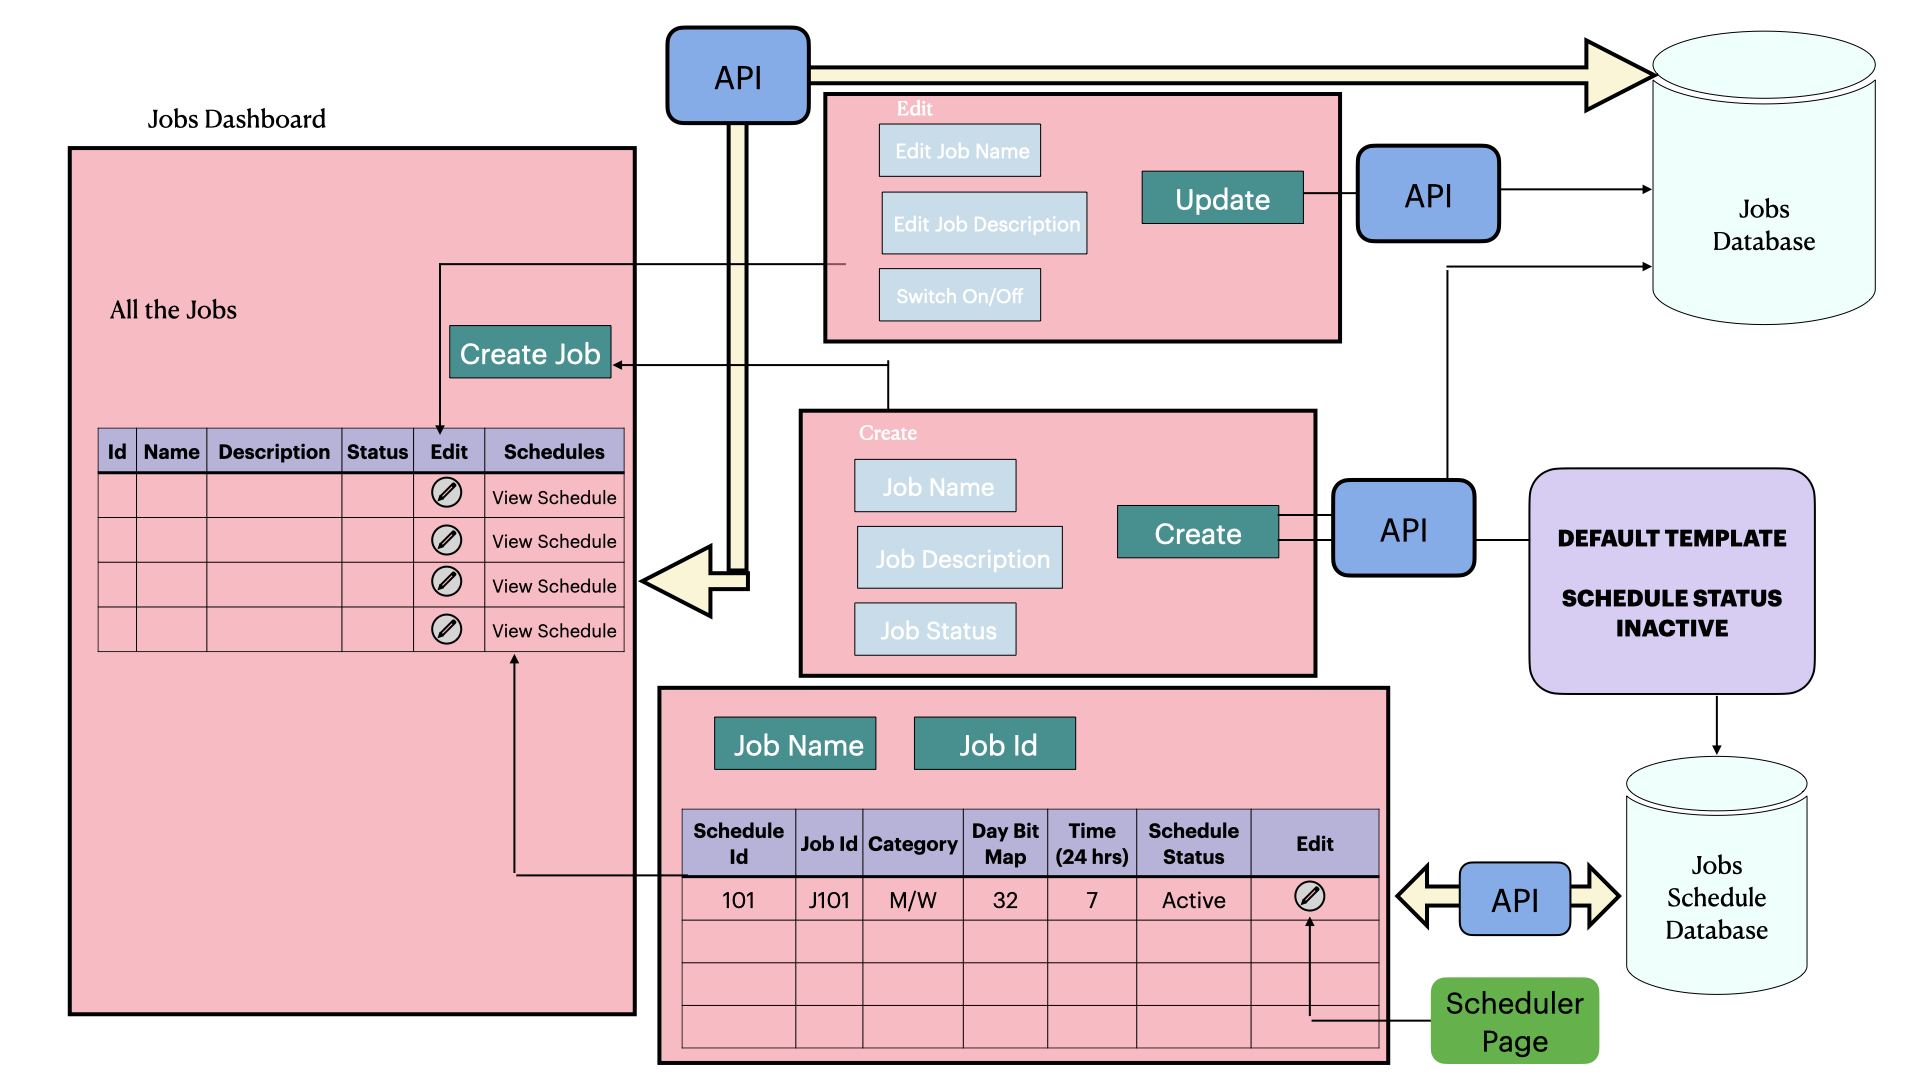 API
Jobs Dashboard
Edit
Edit Job Name
Edit Job Description
Switch On/Off
Update
API
Jobs
Database
All the Jobs
Create Job
Id Name Description Status Edit Schedules
View Schedule
View Schedule
View Schedule
View Schedule
Create
Job Name
Job Description
Job Status
Create
API
DEFAULT TEMPLATE
SCHEDULE STATUS
INACTIVE
Job Name
Job Id
Schedule Id Job Id Category Day Bit Map Time (24 hrs) Schedule Status Edit
101 J101 M/W 32 7 Active
API
Jobs
Schedule
Database
Scheduler
Page